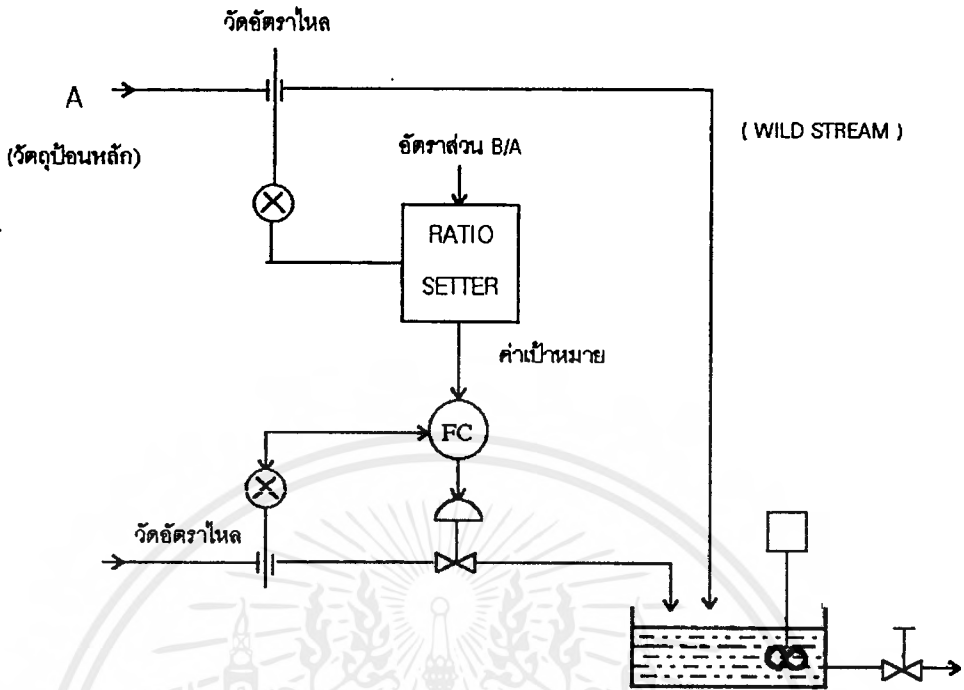 วัดอัตราไหล
A
(วัตถุป้อนหลัก)
( WILD STREAM )
อัตราส่วน B/A
RATIO
SETTER
ค่าเป้าหมาย
FC
วัดอัตราไหล